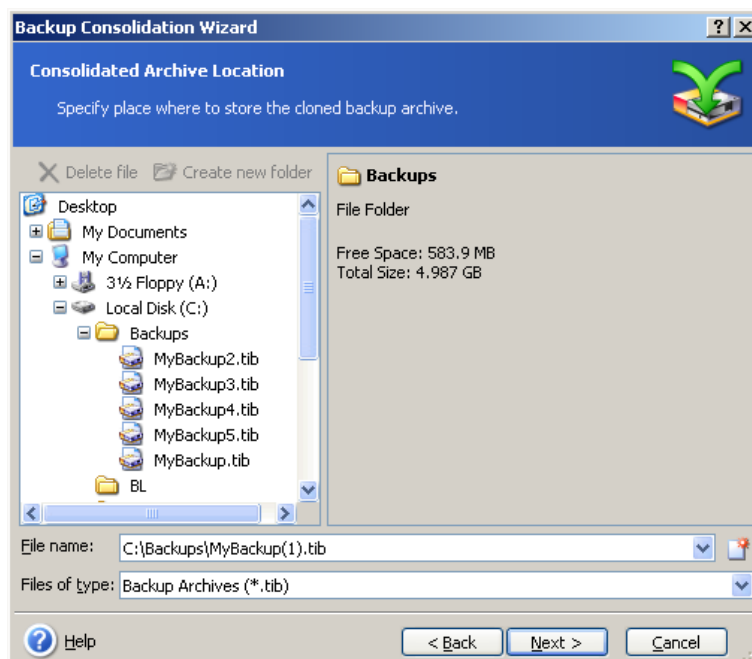 Backup Consolidation Wizard
Consolidated Archive Location
Specify place where to store the cloned backup archive.
Delete file Create new folder
Desktop
My Documents
My Computer
3½ Floppy (A:)
Local Disk (C:)
Backups
MyBackup2.tib
MyBackup3.tib
MyBackup4.tib
MyBackup5.tib
MyBackup.tib
BL
Backups
File Folder
Free Space: 583.9 MB
Total Size: 4.987 GB
File name: C:\Backups\MyBackup(1).tib
Files of type: Backup Archives (*.tib)
Help < Back Next > Cancel